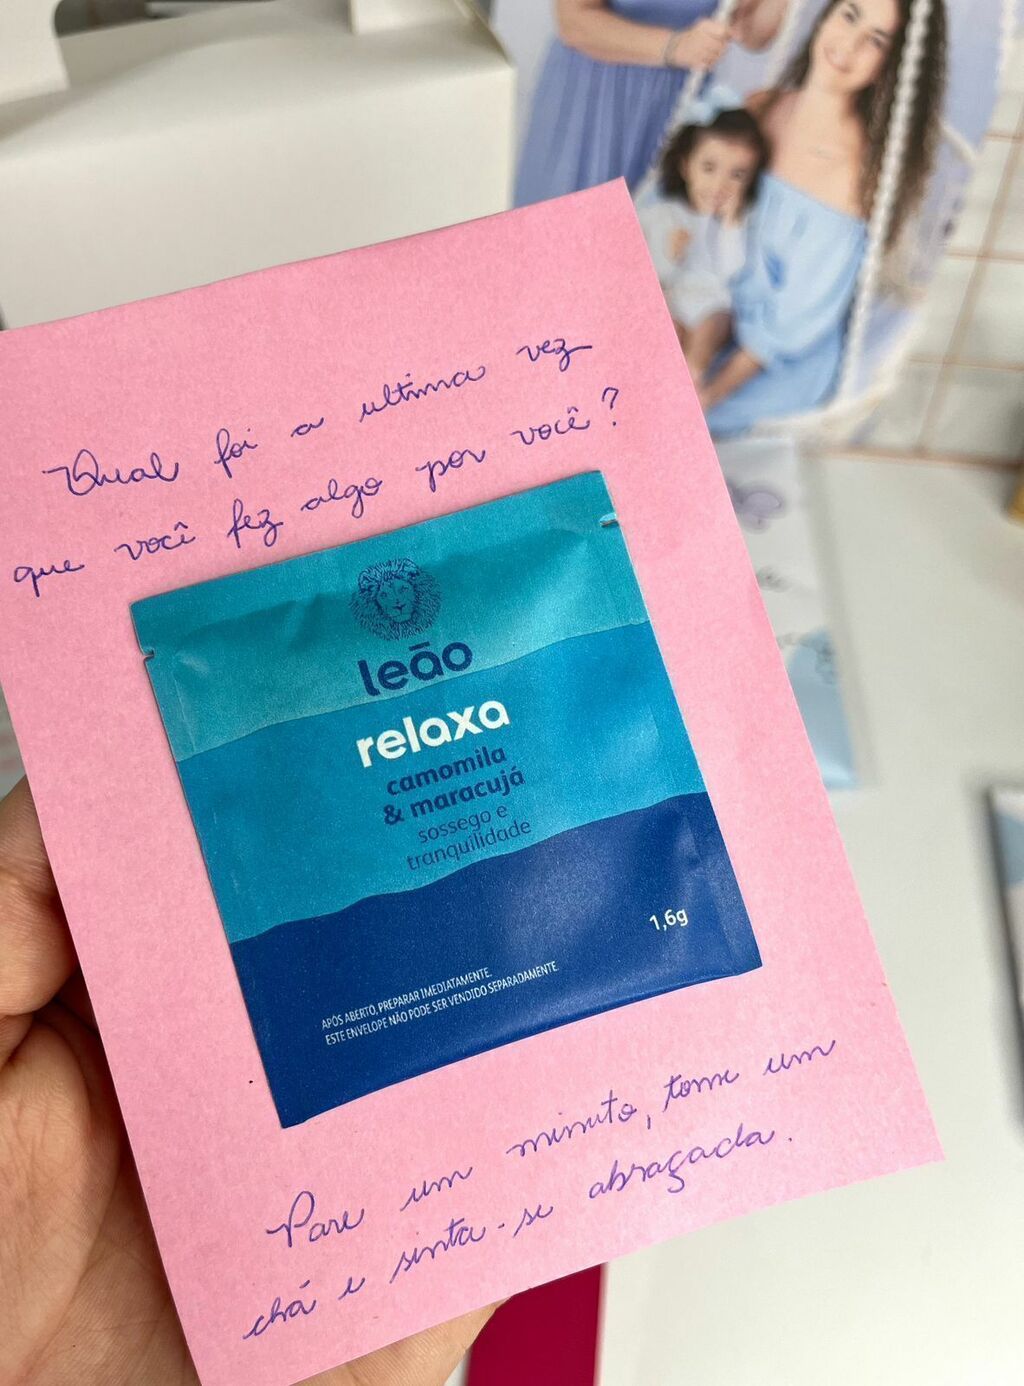 Qual foi a ultima vez
que você fez algo por você?
leão
relaxa
camomila
& maracujá
sossego e
tranquilidade
1,6g
APÓS ABERTO, PREPARAR IMEDIATAMENTE.
ESTE ENVELOPE NÃO PODE SER VENDIDO SEPARADAMENTE.
Pare um minuto, tome um
chá e sinta-se abraçada.